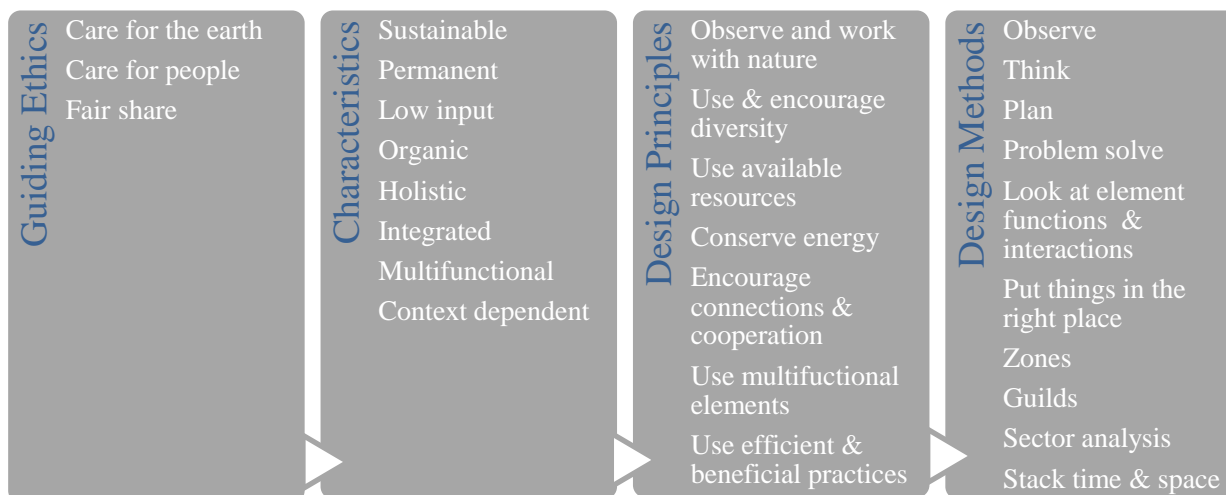 Guiding Ethics
Care for the earth
Care for people
Fair share
Characteristics
Sustainable
Permanent
Low input
Organic
Holistic
Integrated
Multifunctional
Context dependent
Design Principles
Observe and work
with nature
Use & encourage
diversity
Use available
resources
Conserve energy
Encourage
connections &
cooperation
Use multifuctional
elements
Use efficient &
beneficial practices
Design Methods
Observe
Think
Plan
Problem solve
Look at element
functions &
interactions
Put things in the
right place
Zones
Guilds
Sector analysis
Stack time & space